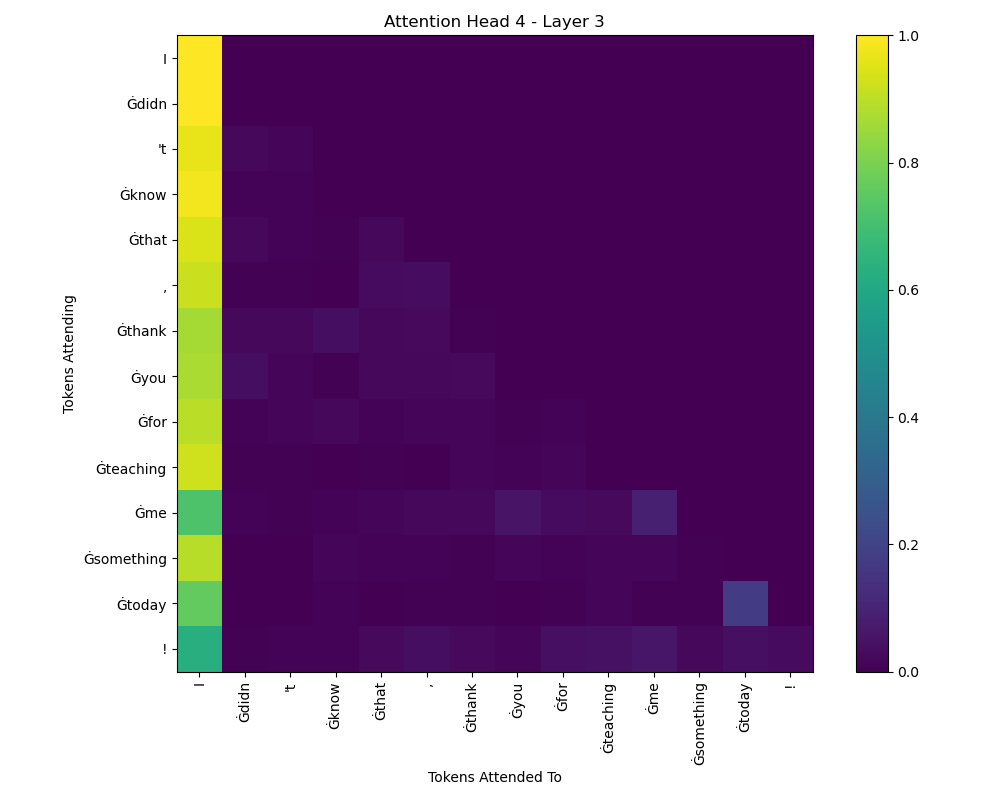 Attention Head 4 - Layer 3
Tokens Attending
I
Ġdidn
't
Ġknow
Ġthat
,
Ġthank
Ġyou
Ġfor
Ġteaching
Ġme
Ġsomething
Ġtoday
!
I
Ġdidn
't
Ġknow
Ġthat
,
Ġthank
Ġyou
Ġfor
Ġteaching
Ġme
Ġsomething
Ġtoday
!
Tokens Attended To
1.0
0.8
0.6
0.4
0.2
0.0